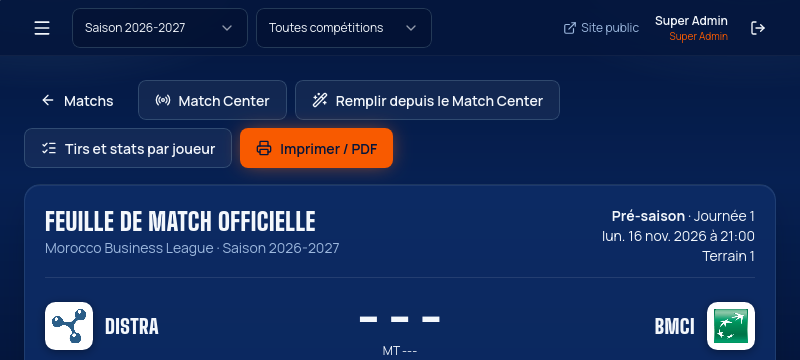 Saison 2026-2027
Toutes compétitions
Site public
Super Admin
Super Admin
Matchs
Match Center
Remplir depuis le Match Center
Tirs et stats par joueur
Imprimer / PDF
FEUILLE DE MATCH OFFICIELLE
Morocco Business League · Saison 2026-2027
Pré-saison · Journée 1
lun. 16 nov. 2026 à 21:00
Terrain 1
DISTRA
– – –
BMCI
MT ---